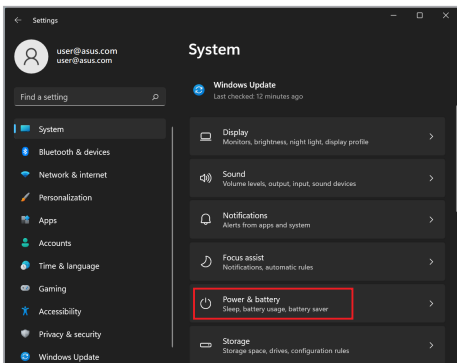 Settings
user@asus.com
user@asus.com
Find a setting
System
Bluetooth & devices
Network & internet
Personalization
Apps
Accounts
Time & language
Gaming
Accessibility
Privacy & security
Windows Update
System
Windows Update
Last checked: 12 minutes ago
Display
Monitors, brightness, night light, display profile
Sound
Volume levels, output, input, sound devices
Notifications
Alerts from apps and system
Focus assist
Notifications, automatic rules
Power & battery
Sleep, battery usage, battery saver
Storage
Storage space, drives, configuration rules